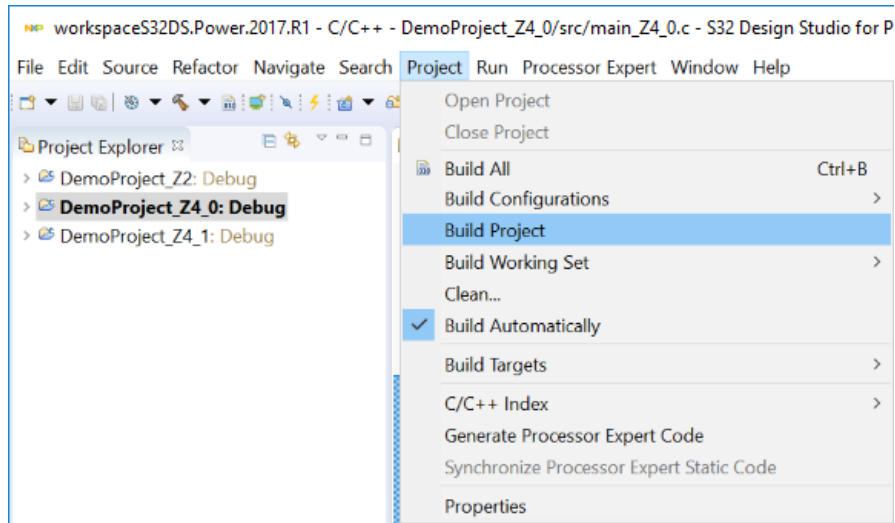 NXP workspaceS32DS.Power.2017.R1 - C/C++ - DemoProject_Z4_0/src/main_Z4_0.c - S32 Design Studio for P
File Edit Source Refactor Navigate Search Project Run Processor Expert Window Help
Project Explorer
DemoProject_Z2: Debug
DemoProject_Z4_0: Debug
DemoProject_Z4_1: Debug
Open Project
Close Project
Build All Ctrl+B
Build Configurations
Build Project
Build Working Set
Clean...
Build Automatically
Build Targets
C/C++ Index
Generate Processor Expert Code
Synchronize Processor Expert Static Code
Properties